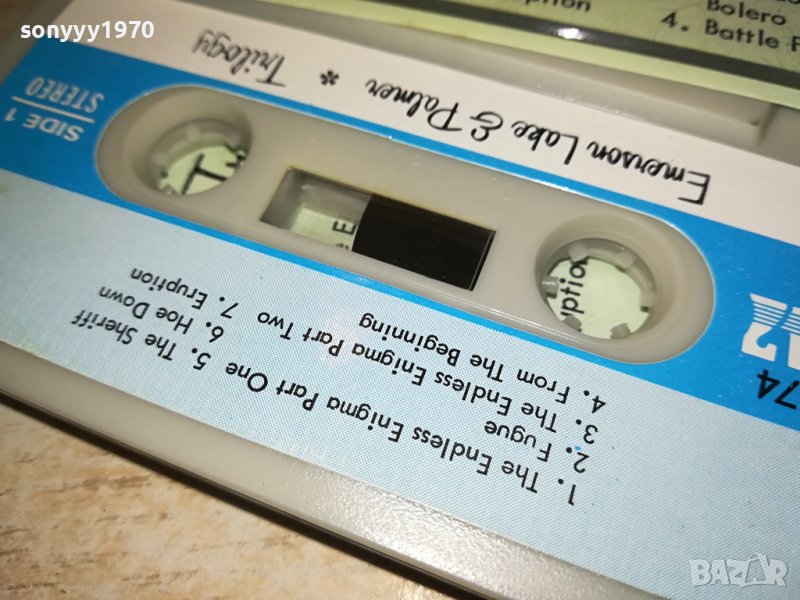 sonyyy1970
Bolero
4. Battle
Emerson Lake & Palmer * Trilogy
SIDE 1
STEREO
74
1. The Endless Enigma Part One 5. The Sheriff
2. Fugue 6. Hoe Down
3. The Endless Enigma Part Two 7. Eruption
4. From The Beginning
BAZAR